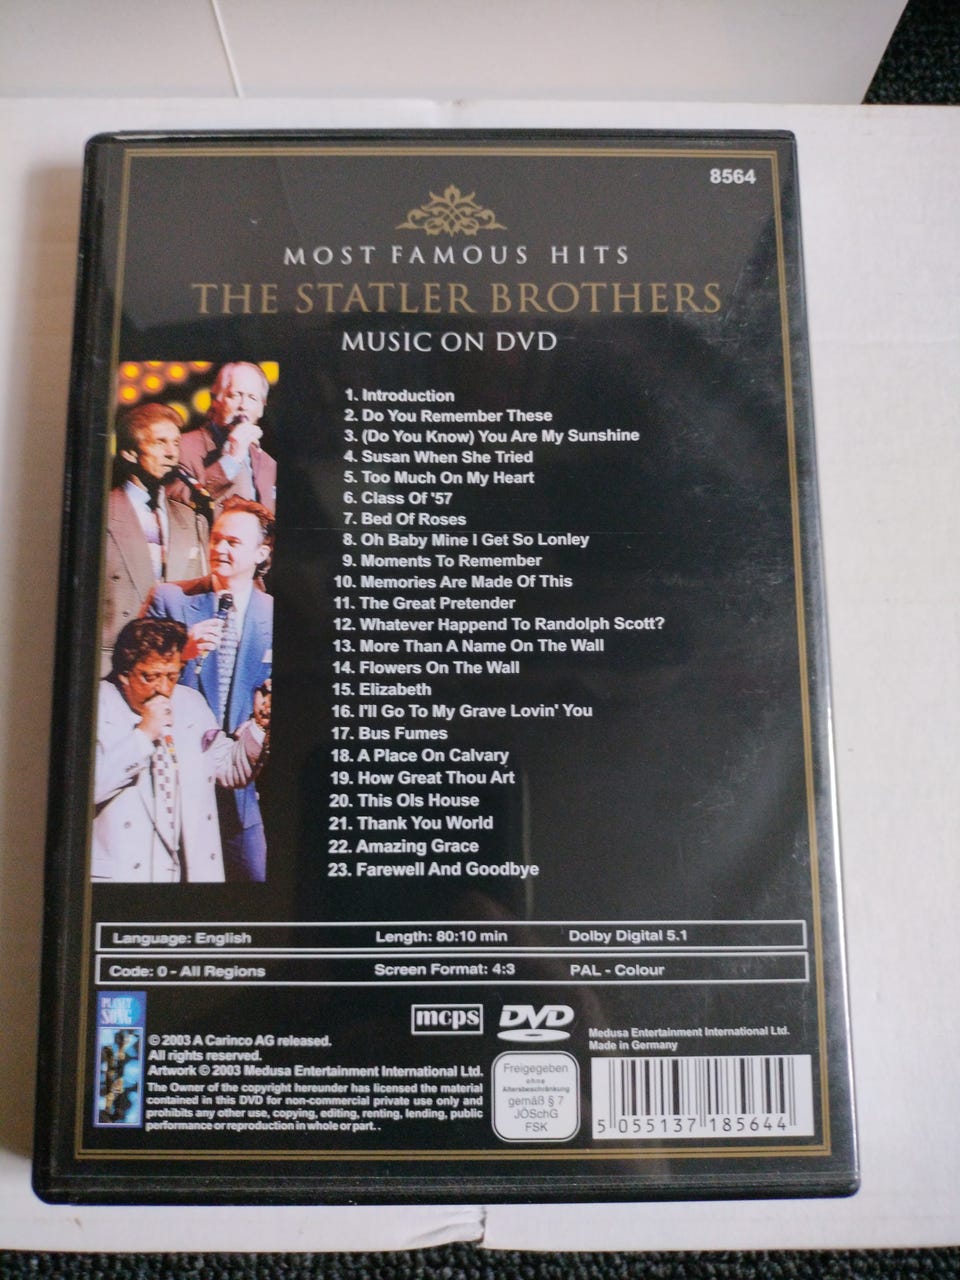 8564
MOST FAMOUS HITS
THE STATLER BROTHERS
MUSIC ON DVD
1. Introduction
2. Do You Remember These
3. (Do You Know) You Are My Sunshine
4. Susan When She Tried
5. Too Much On My Heart
6. Class Of '57
7. Bed Of Roses
8. Oh Baby Mine I Get So Lonley
9. Moments To Remember
10. Memories Are Made Of This
11. The Great Pretender
12. Whatever Happend To Randolph Scott?
13. More Than A Name On The Wall
14. Flowers On The Wall
15. Elizabeth
16. I'll Go To My Grave Lovin' You
17. Bus Fumes
18. A Place On Calvary
19. How Great Thou Art
20. This Ols House
21. Thank You World
22. Amazing Grace
23. Farewell And Goodbye
Language: English Length: 80:10 min Dolby Digital 5.1
Code: 0 - All Regions Screen Format: 4:3 PAL - Colour
PLANET
SONG
© 2003 A Carinco AG released.
All rights reserved.
Artwork © 2003 Medusa Entertainment International Ltd.
The Owner of the copyright hereunder has licensed the material
contained in this DVD for non-commercial private use only and
prohibits any other use, copying, editing, renting, lending, public
performance or reproduction in whole or part. .
mcps
DVD
Medusa Entertainment International Ltd.
Made in Germany
Freigegeben
ohne
Altersbeschränkung
gemäß § 7
JÖSchG
FSK
5 055137 185644